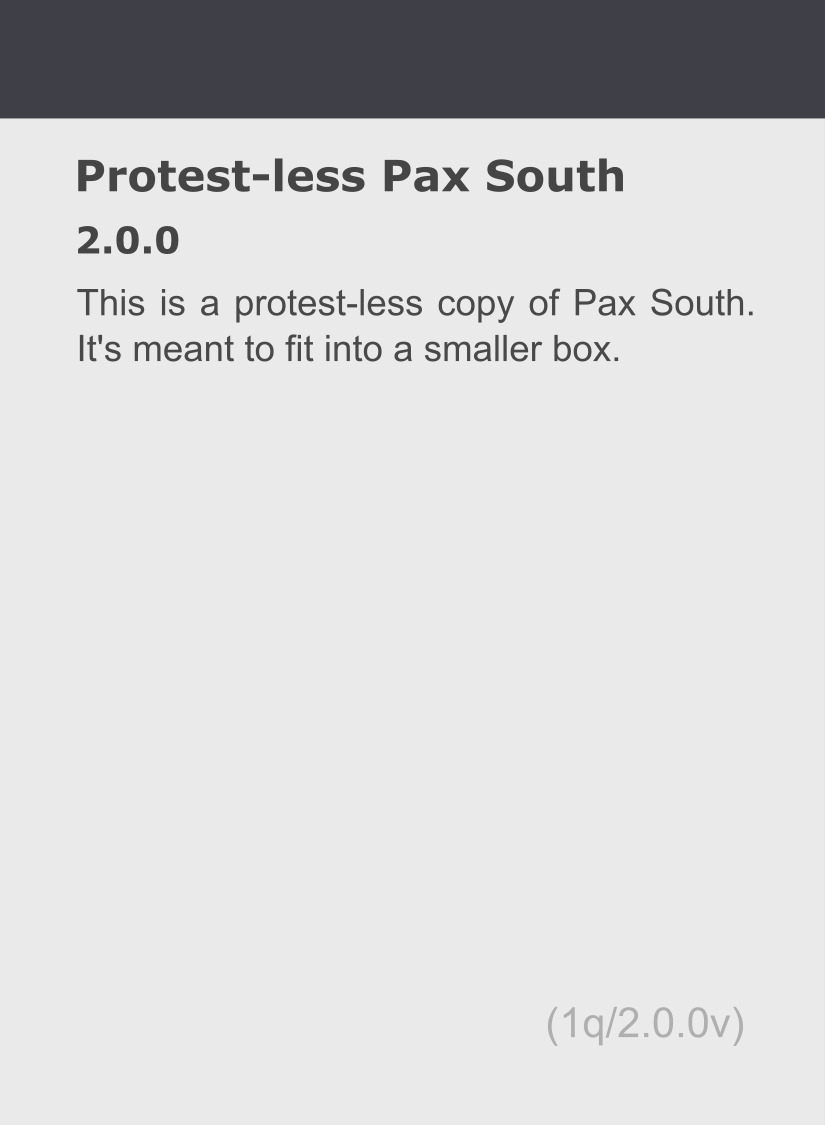 Protest-less Pax South
2.0.0
This is a protest-less copy of Pax South.
It's meant to fit into a smaller box.
(1q/2.0.0v)